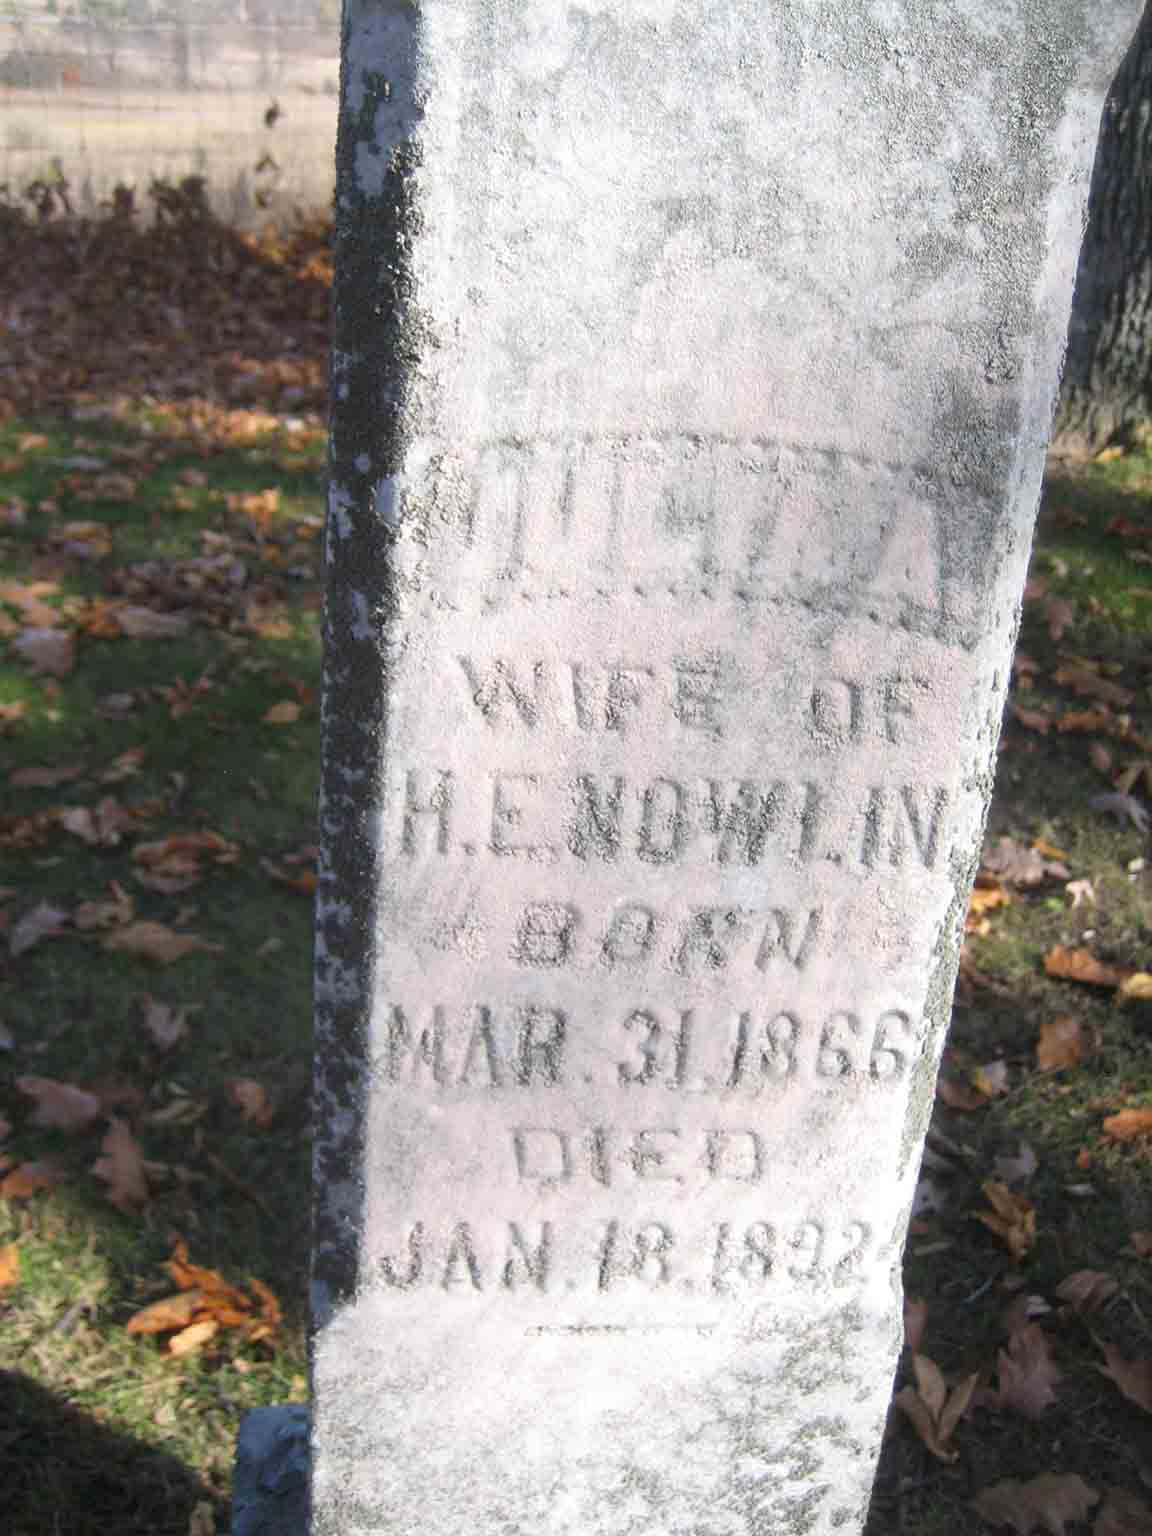 WIFE OF
H. E. NOWLIN
BORN
MAR. 31. 1866
DIED
JAN. 18. 1892